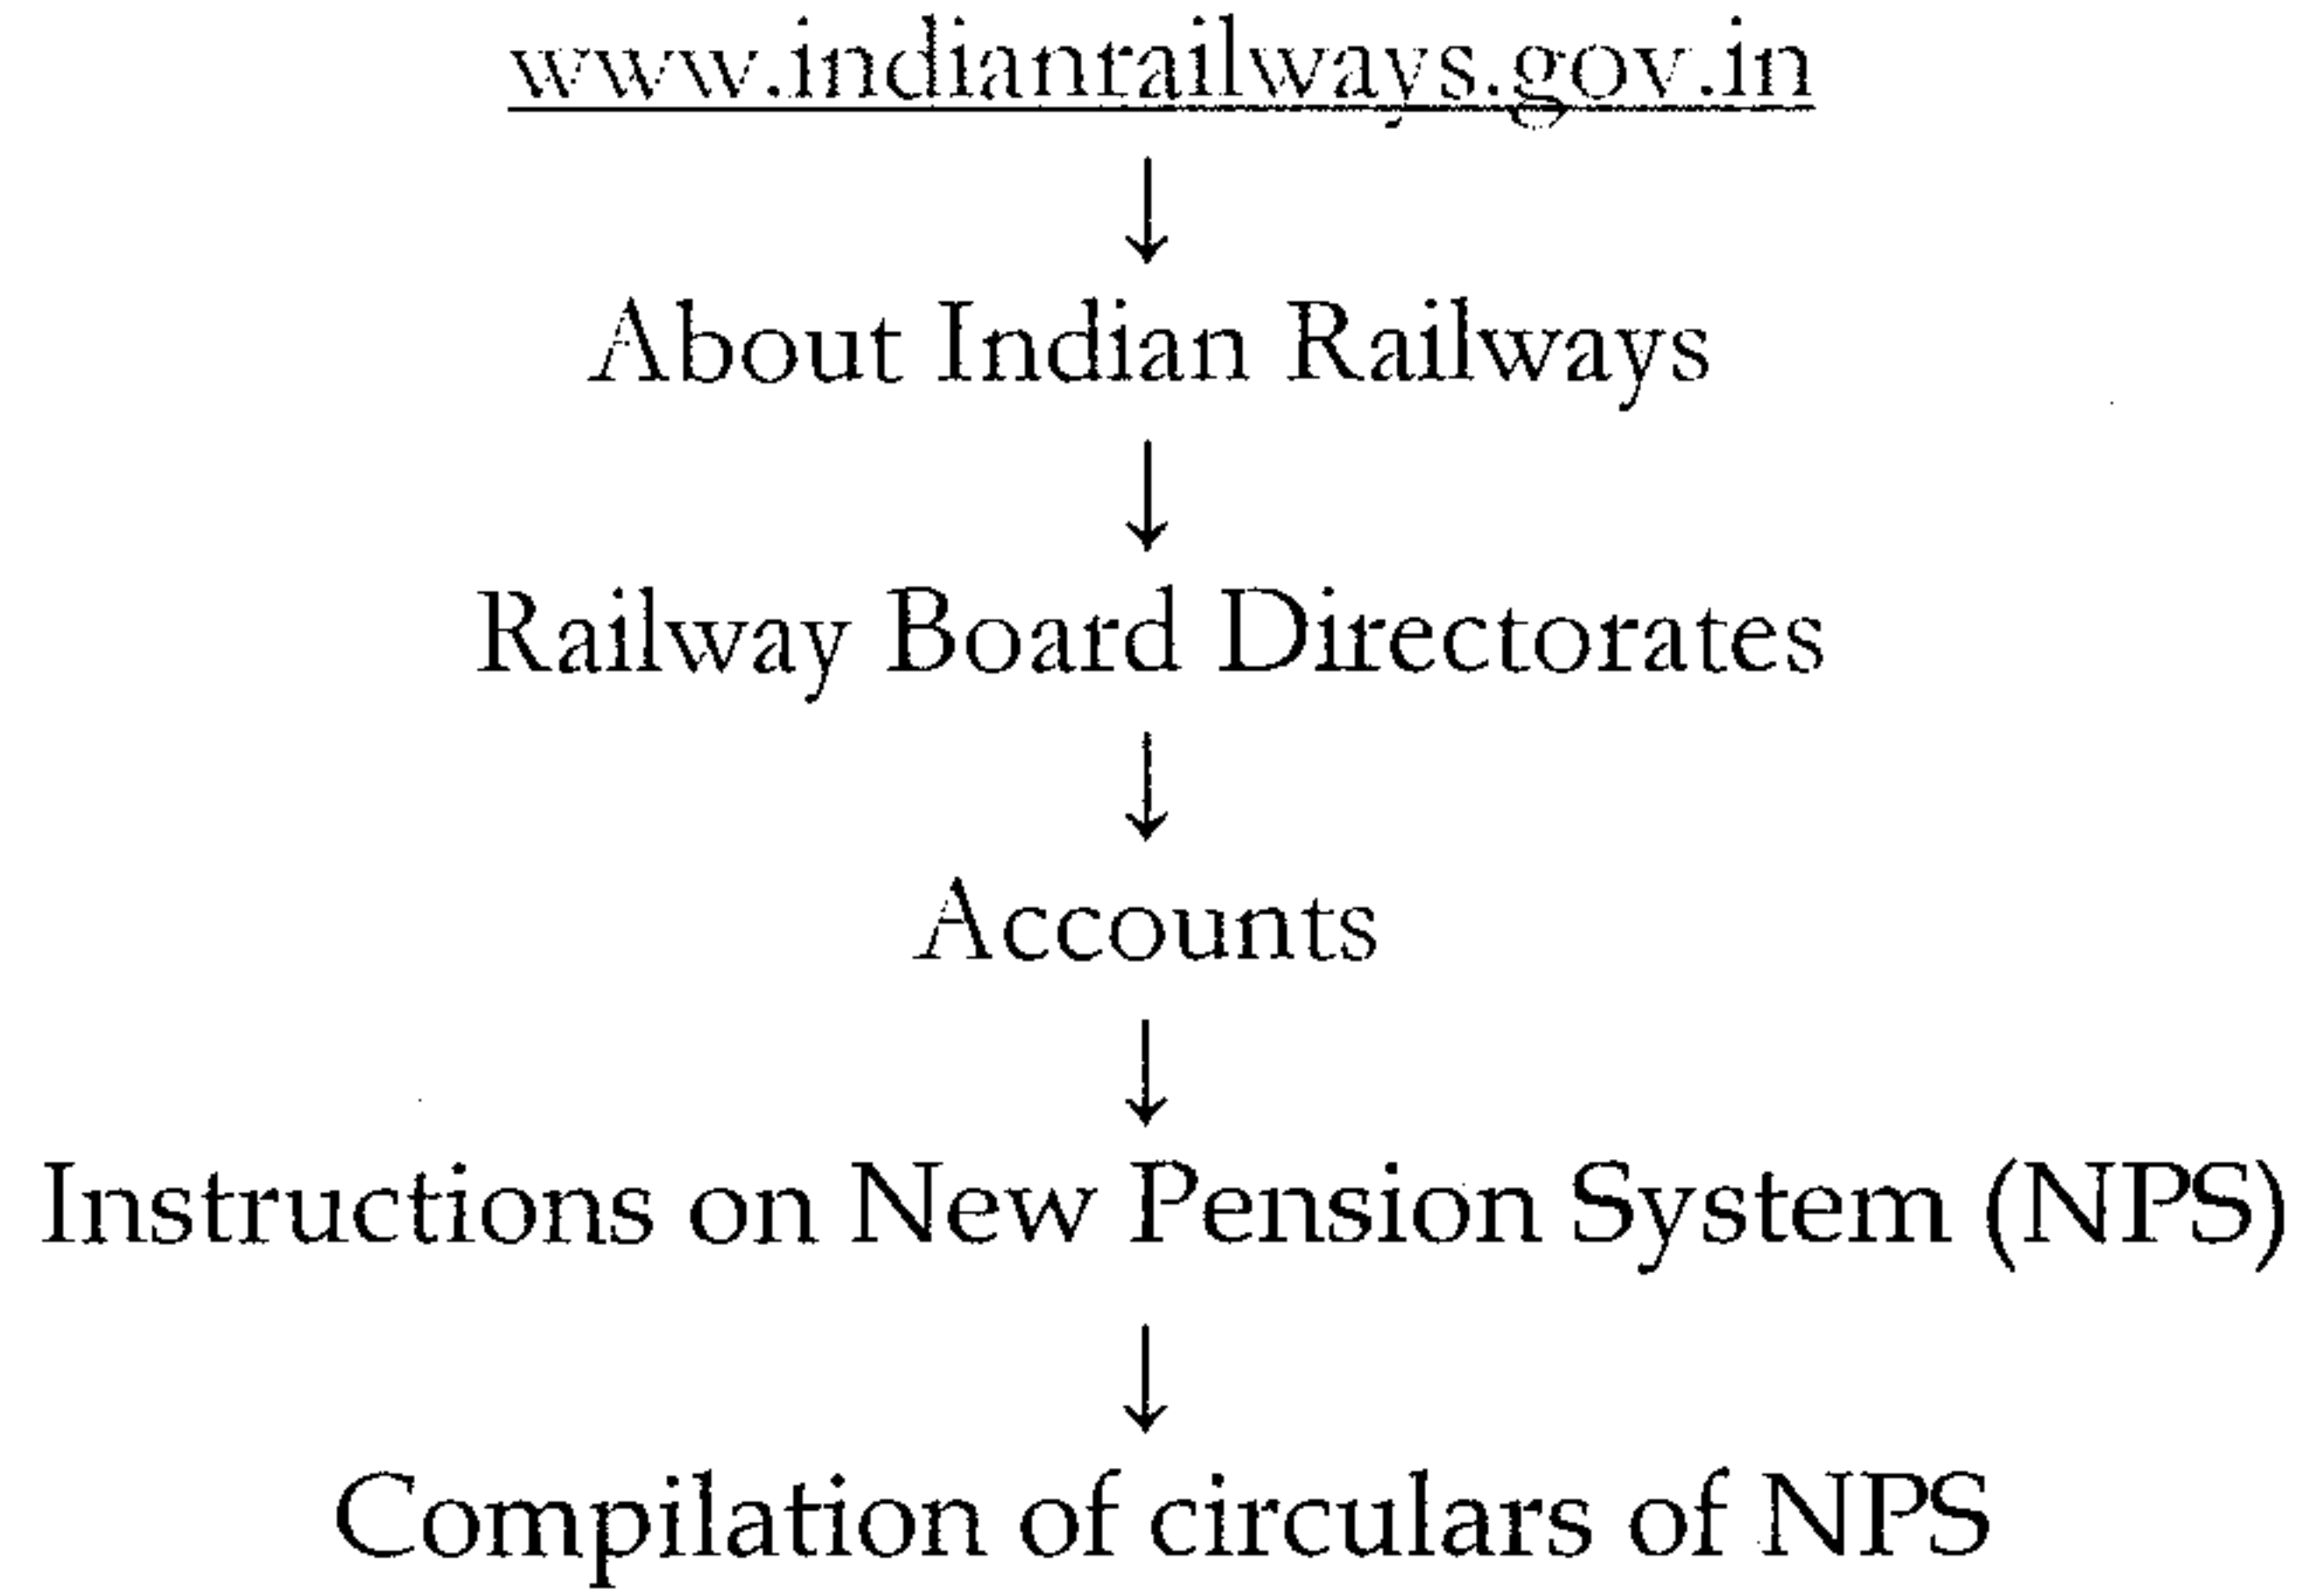 www.indianrailways.gov.in
↓
About Indian Railways
↓
Railway Board Directorates
↓
Accounts
↓
Instructions on New Pension System (NPS)
↓
Compilation of circulars of NPS